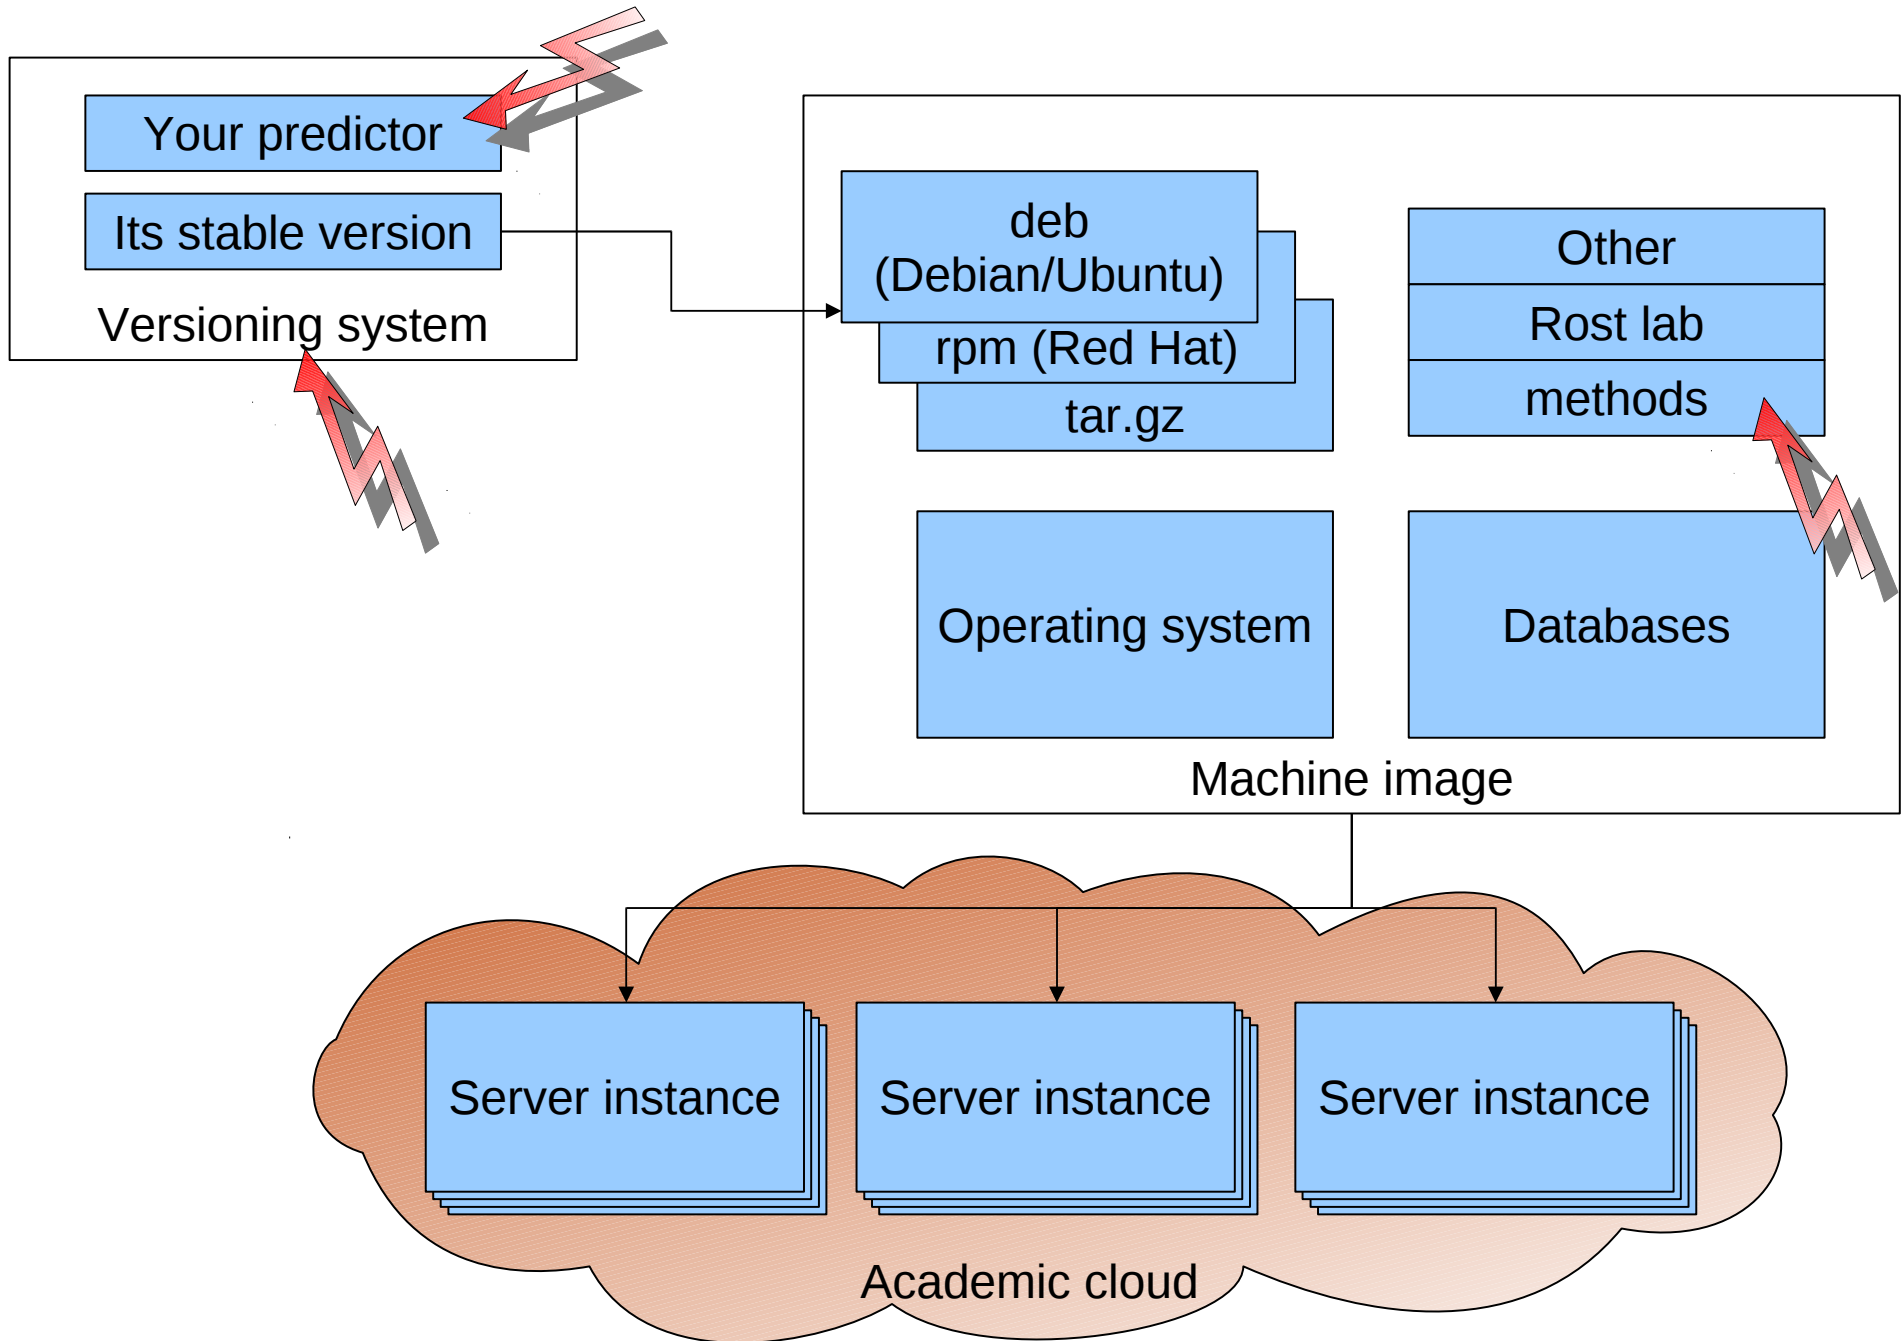 Your predictor
Its stable version
Versioning system
deb
(Debian/Ubuntu)
rpm (Red Hat)
tar.gz
Other
Rost lab
methods
Operating system
Databases
Machine image
Server instance
Server instance
Server instance
Academic cloud